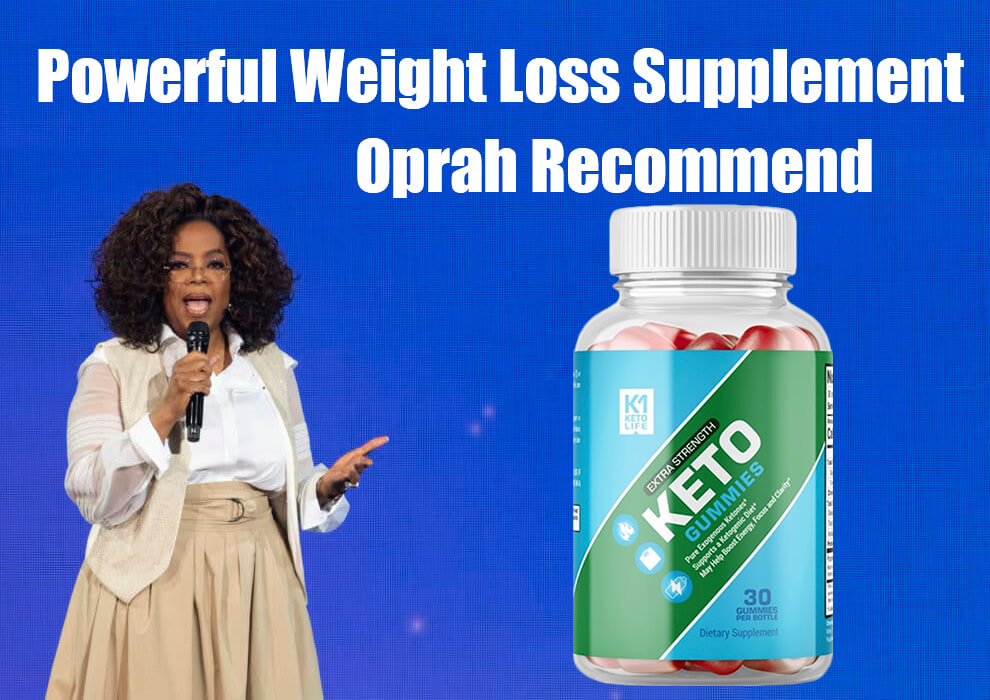 Powerful Weight Loss Supplement
Oprah Recommend
K1
KETO
LIFE
EXTRA STRENGTH
KETO
GUMMIES
Pure Exogenous Ketones*
Supports a Ketogenic Diet*
May Help Boost Energy, Focus and Clarity*
30
GUMMIES
PER BOTTLE
Dietary Supplement